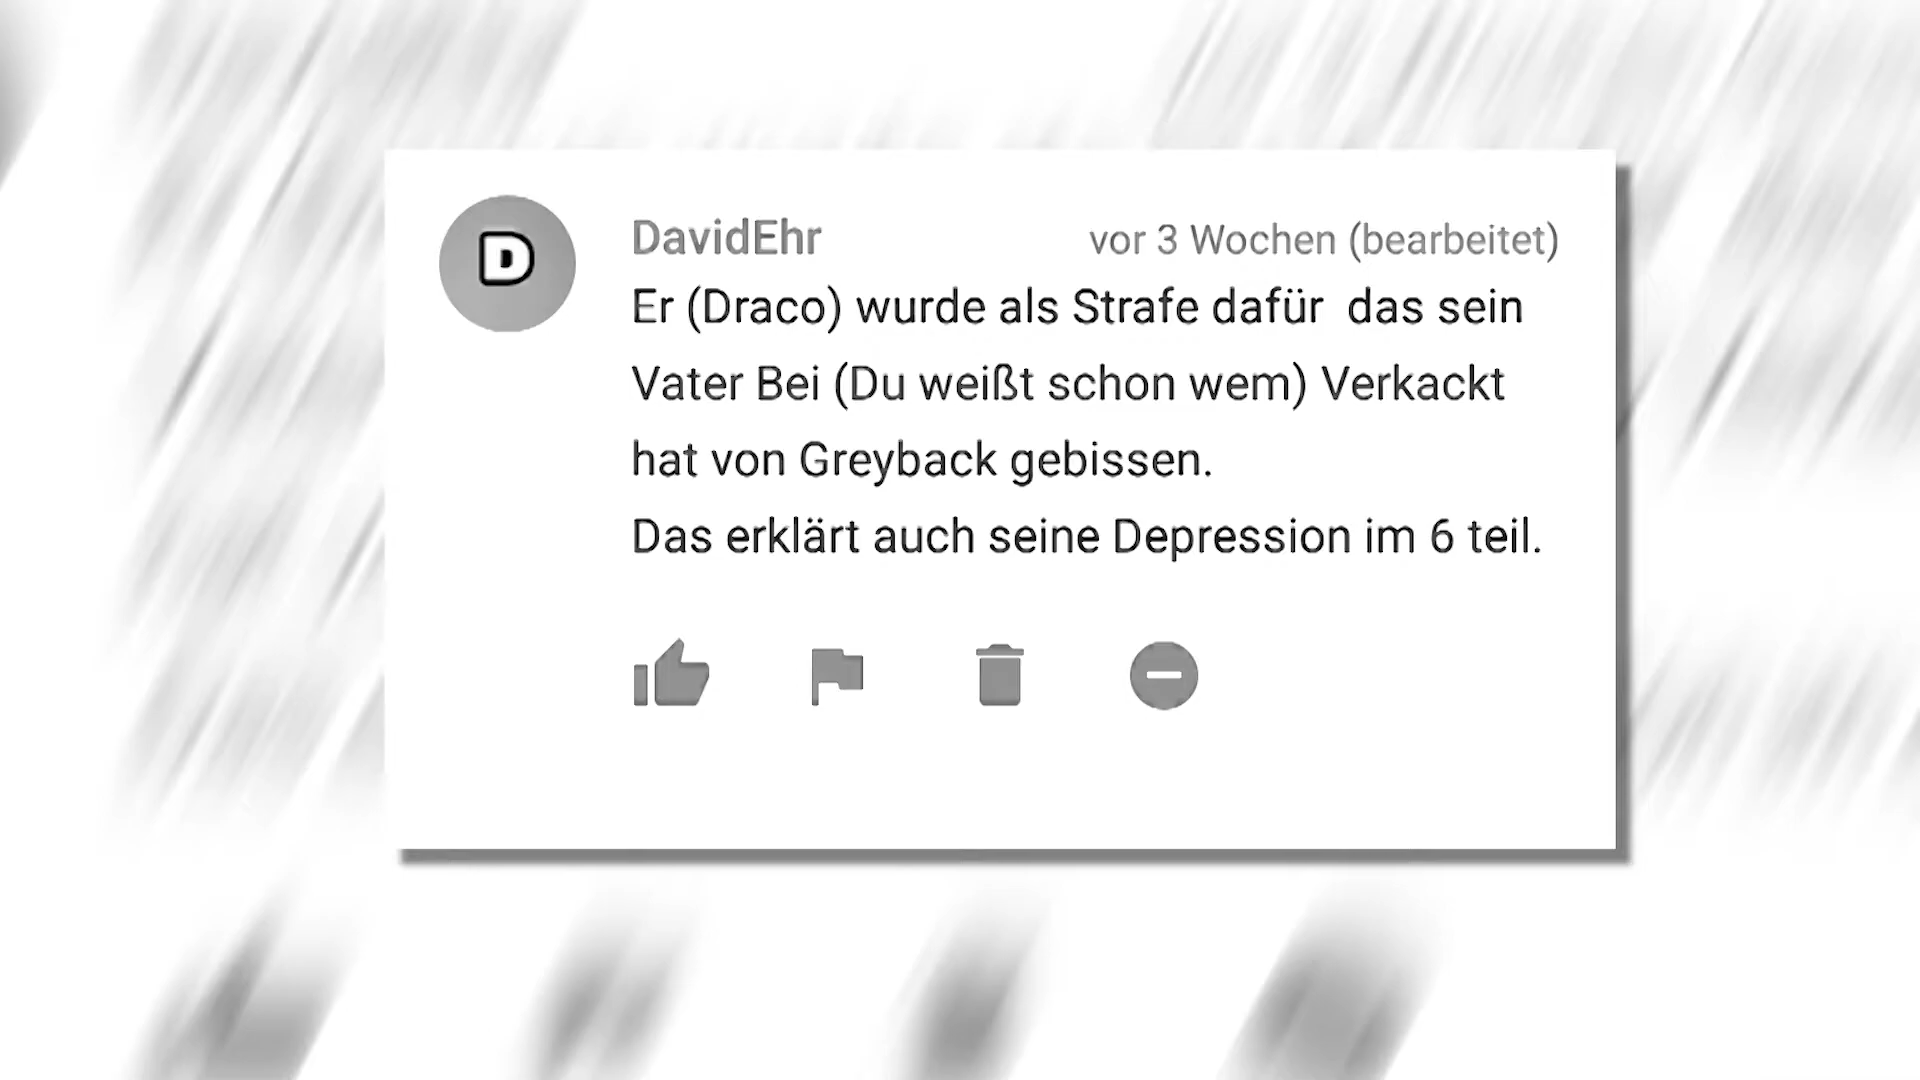 D
DavidEhr vor 3 Wochen (bearbeitet)
Er (Draco) wurde als Strafe dafür  das sein
Vater Bei (Du weißt schon wem) Verkackt
hat von Greyback gebissen.
Das erklärt auch seine Depression im 6 teil.